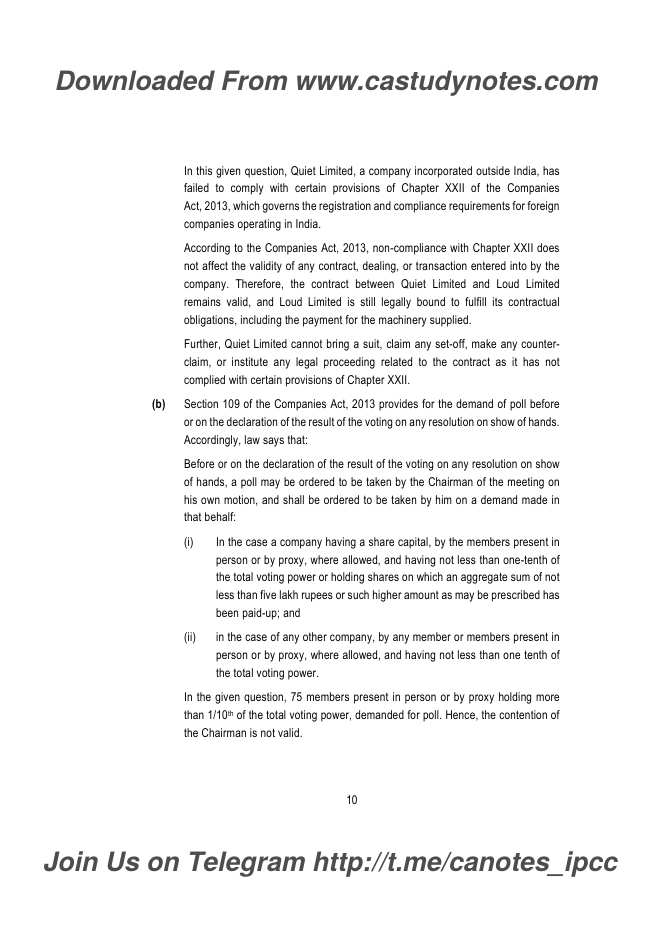 Downloaded From www.castudynotes.com
In this given question, Quiet Limited, a company incorporated outside India, has
failed to comply with certain provisions of Chapter XXII of the Companies
Act, 2013, which governs the registration and compliance requirements for foreign
companies operating in India.
According to the Companies Act, 2013, non-compliance with Chapter XXII does
not affect the validity of any contract, dealing, or transaction entered into by the
company. Therefore, the contract between Quiet Limited and Loud Limited
remains valid, and Loud Limited is still legally bound to fulfill its contractual
obligations, including the payment for the machinery supplied.
Further, Quiet Limited cannot bring a suit, claim any set-off, make any counter-
claim, or institute any legal proceeding related to the contract as it has not
complied with certain provisions of Chapter XXII.
(b) Section 109 of the Companies Act, 2013 provides for the demand of poll before
or on the declaration of the result of the voting on any resolution on show of hands.
Accordingly, law says that:
Before or on the declaration of the result of the voting on any resolution on show
of hands, a poll may be ordered to be taken by the Chairman of the meeting on
his own motion, and shall be ordered to be taken by him on a demand made in
that behalf:
(i) In the case a company having a share capital, by the members present in
person or by proxy, where allowed, and having not less than one-tenth of
the total voting power or holding shares on which an aggregate sum of not
less than five lakh rupees or such higher amount as may be prescribed has
been paid-up; and
(ii) in the case of any other company, by any member or members present in
person or by proxy, where allowed, and having not less than one tenth of
the total voting power.
In the given question, 75 members present in person or by proxy holding more
than 1/10th of the total voting power, demanded for poll. Hence, the contention of
the Chairman is not valid.
10
Join Us on Telegram http://t.me/canotes_ipcc